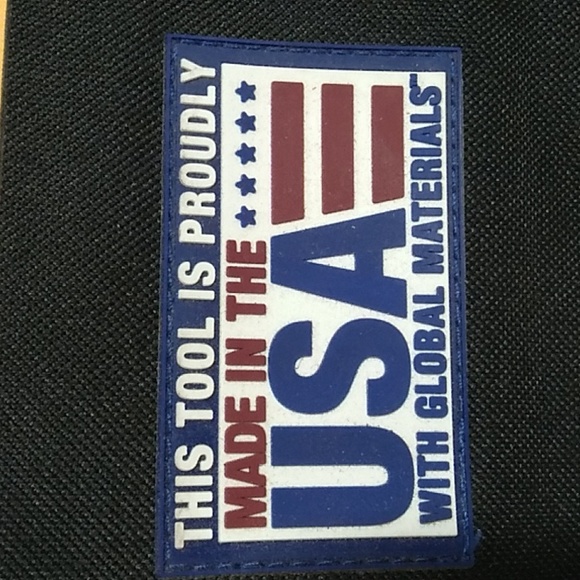 THIS TOOL IS PROUDLY
MADE IN THE
USA
WITH GLOBAL MATERIALS™